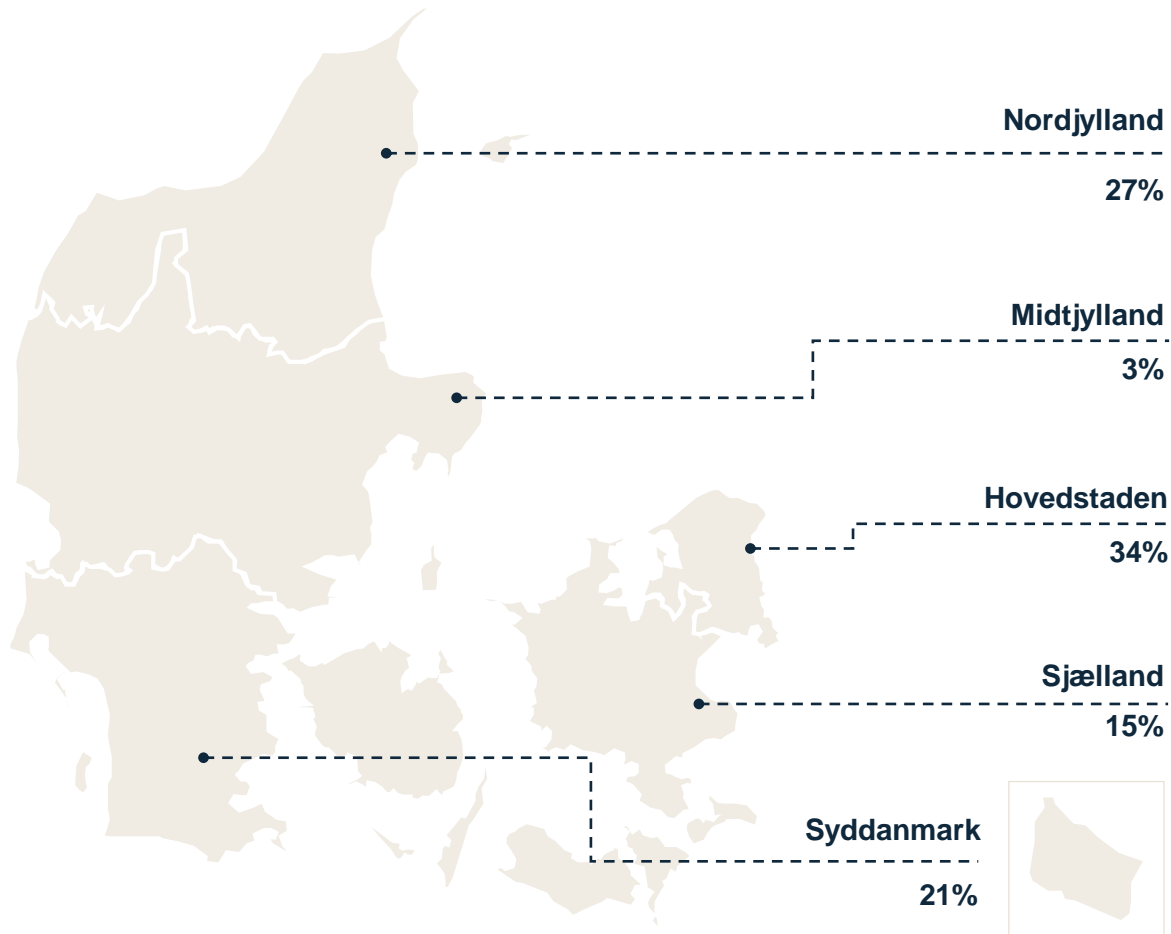 Nordjylland
27%
Midtjylland
3%
Hovedstaden
34%
Sjælland
15%
Syddanmark
21%